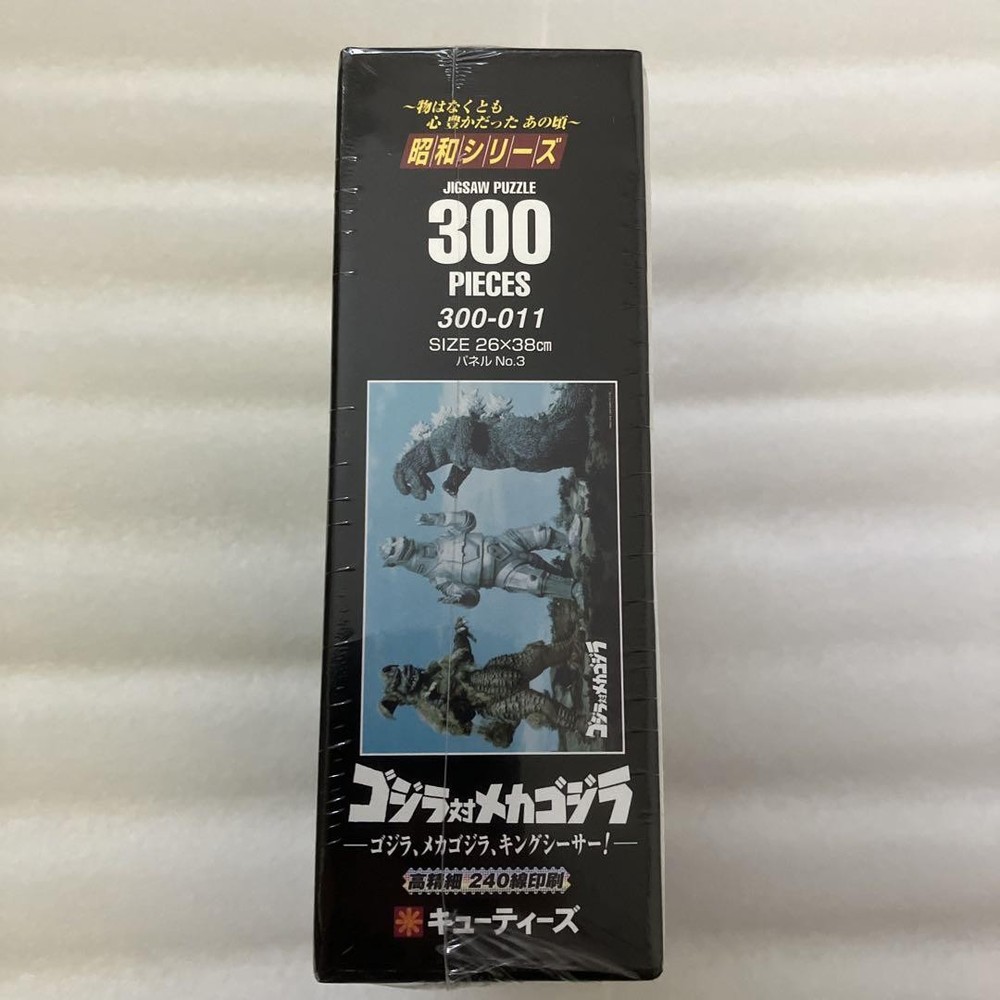 ～物はなくとも
心 豊かだった あの頃～
昭和シリーズ
JIGSAW PUZZLE
300
PIECES
300-011
SIZE 26×38㎝
パネル No.3
ゴジラ対メカゴジラ
ゴジラ対メカゴジラ
―ゴジラ、メカゴジラ、キングシーサー！―
高精細 240線印刷
キューティーズ